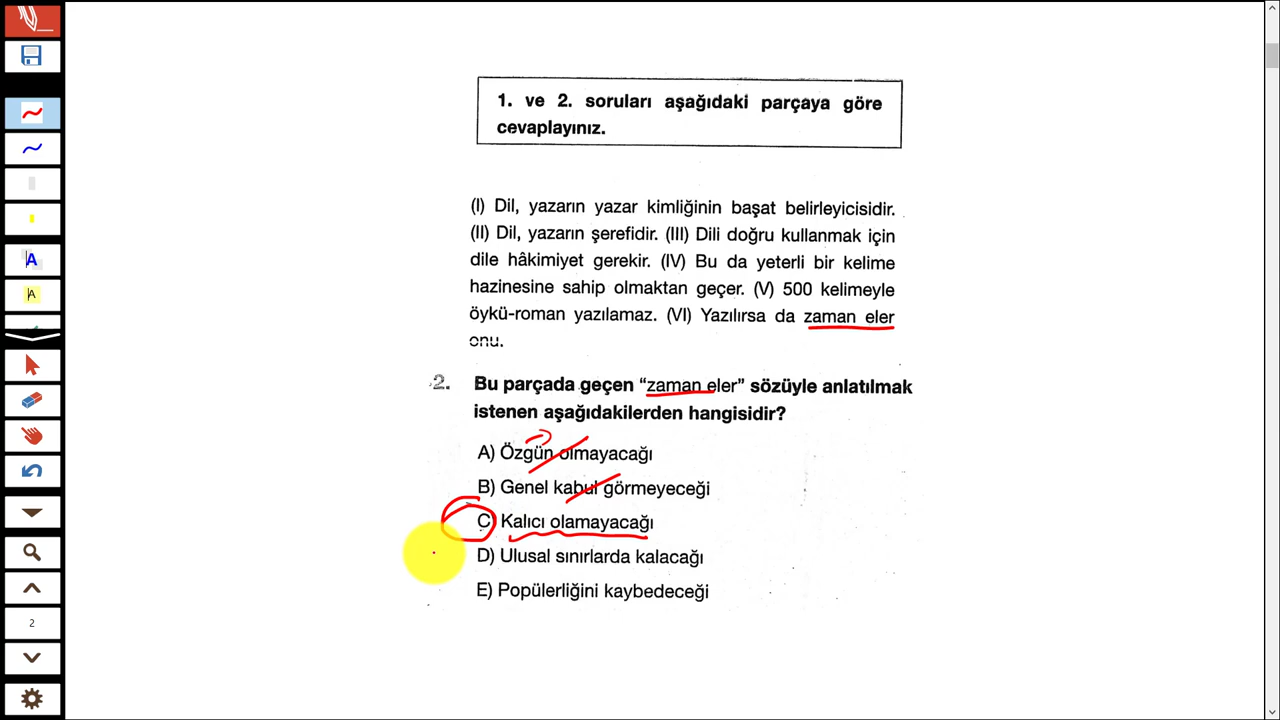 1. ve 2. soruları aşağıdaki parçaya göre
cevaplayınız.
(I) Dil, yazarın yazar kimliğinin başat belirleyicisidir.
(II) Dil, yazarın şerefidir. (III) Dili doğru kullanmak için
dile hâkimiyet gerekir. (IV) Bu da yeterli bir kelime
hazinesine sahip olmaktan geçer. (V) 500 kelimeyle
öykü-roman yazılamaz. (VI) Yazılırsa da zaman eler
onu.
2. Bu parçada geçen “zaman eler” sözüyle anlatılmak
istenen aşağıdakilerden hangisidir?
A) Özgün olmayacağı
B) Genel kabul görmeyeceği
C) Kalıcı olamayacağı
D) Ulusal sınırlarda kalacağı
E) Popülerliğini kaybedeceği
A
A
2